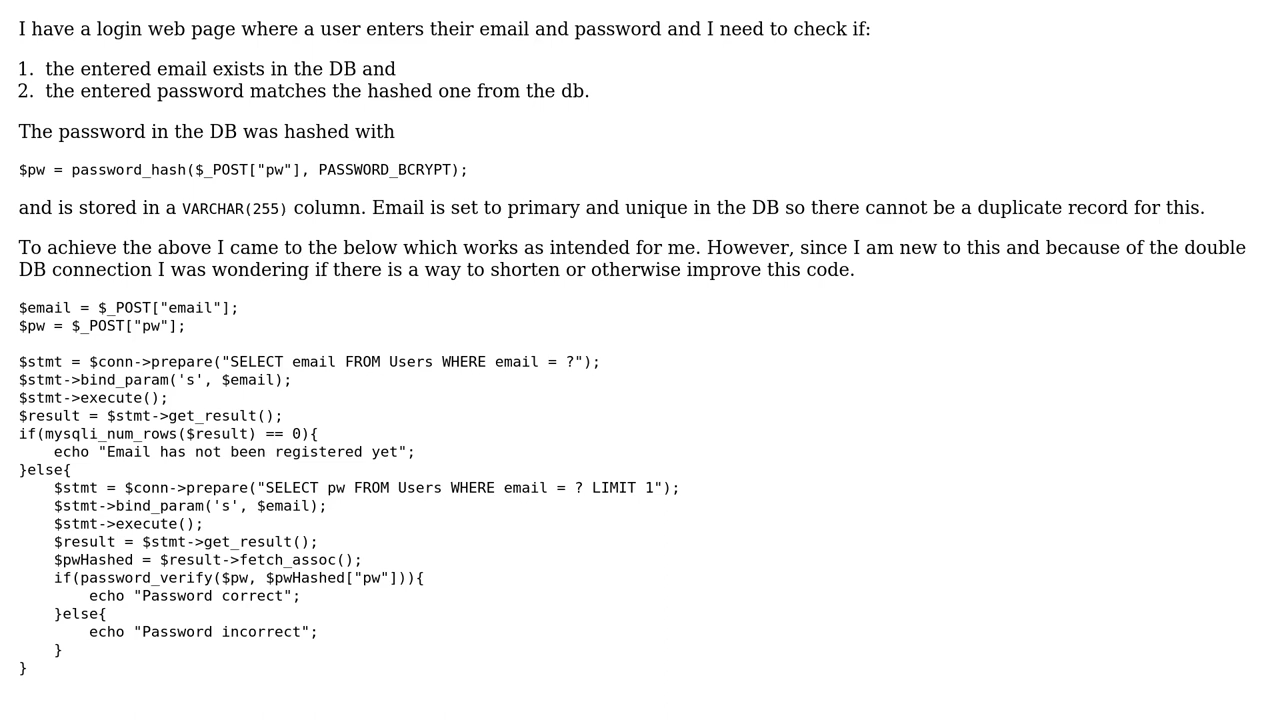 I have a login web page where a user enters their email and password and I need to check if:
1. the entered email exists in the DB and
2. the entered password matches the hashed one from the db.
The password in the DB was hashed with
$pw = password_hash($_POST["pw"], PASSWORD_BCRYPT);
and is stored in a VARCHAR(255) column. Email is set to primary and unique in the DB so there cannot be a duplicate record for this.
To achieve the above I came to the below which works as intended for me. However, since I am new to this and because of the double
DB connection I was wondering if there is a way to shorten or otherwise improve this code.
$email = $_POST["email"];
$pw = $_POST["pw"];

$stmt = $conn->prepare("SELECT email FROM Users WHERE email = ?");
$stmt->bind_param('s', $email);
$stmt->execute();
$result = $stmt->get_result();
if(mysqli_num_rows($result) == 0){
    echo "Email has not been registered yet";
}else{
    $stmt = $conn->prepare("SELECT pw FROM Users WHERE email = ? LIMIT 1");
    $stmt->bind_param('s', $email);
    $stmt->execute();
    $result = $stmt->get_result();
    $pwHashed = $result->fetch_assoc();
    if(password_verify($pw, $pwHashed["pw"])){
        echo "Password correct";
    }else{
        echo "Password incorrect";
    }
}